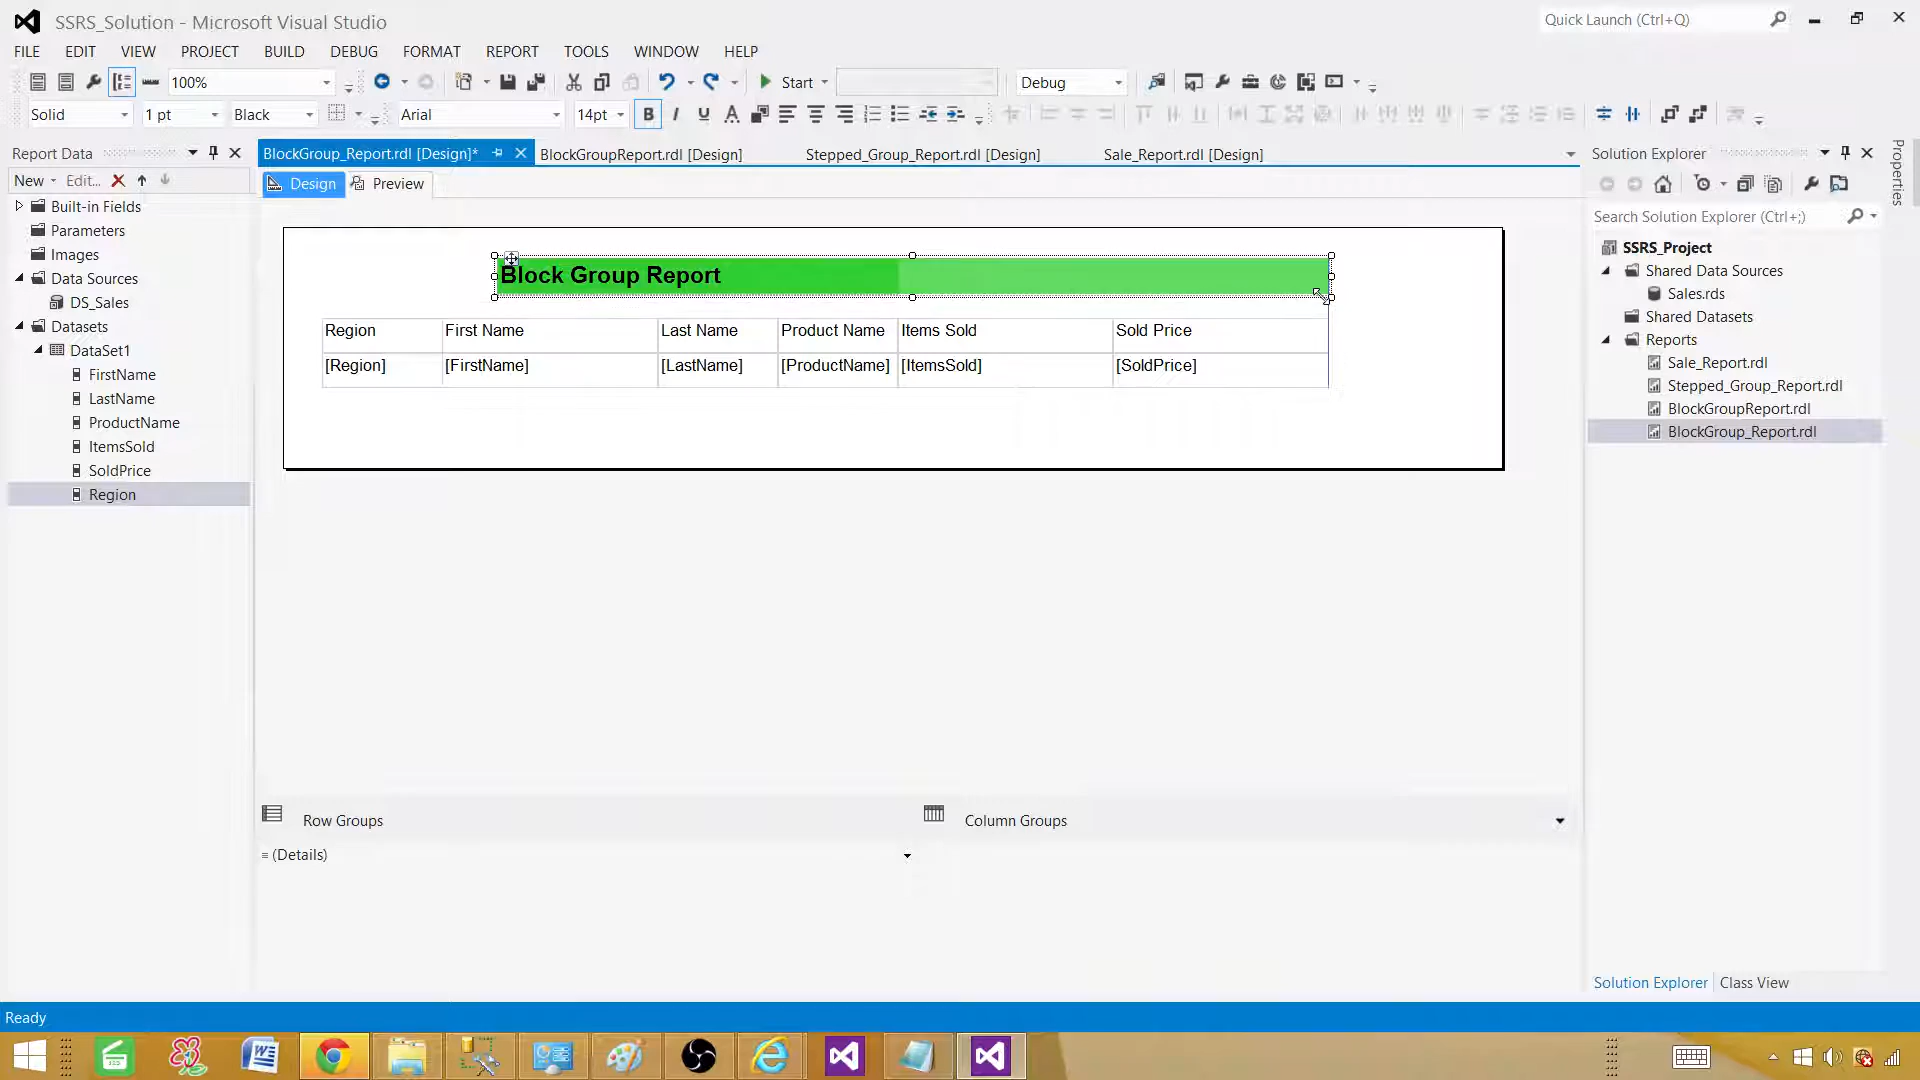 SSRS_Solution - Microsoft Visual Studio
Quick Launch (Ctrl+Q)
FILE EDIT VIEW PROJECT BUILD DEBUG FORMAT REPORT TOOLS WINDOW HELP
100% Start Debug
Solid 1 pt Black Arial 14pt B I U A
Report Data
BlockGroup_Report.rdl [Design]* BlockGroupReport.rdl [Design] Stepped_Group_Report.rdl [Design] Sale_Report.rdl [Design]
Solution Explorer
Properties
New Edit...
Design Preview
Search Solution Explorer (Ctrl+;)
Built-in Fields
Parameters
Images
Data Sources
DS_Sales
Datasets
DataSet1
FirstName
LastName
ProductName
ItemsSold
SoldPrice
Region
Block Group Report
Region First Name Last Name Product Name Items Sold Sold Price
[Region] [FirstName] [LastName] [ProductName] [ItemsSold] [SoldPrice]
SSRS_Project
Shared Data Sources
Sales.rds
Shared Datasets
Reports
Sale_Report.rdl
Stepped_Group_Report.rdl
BlockGroupReport.rdl
BlockGroup_Report.rdl
Row Groups Column Groups
(Details)
Solution Explorer Class View
Ready